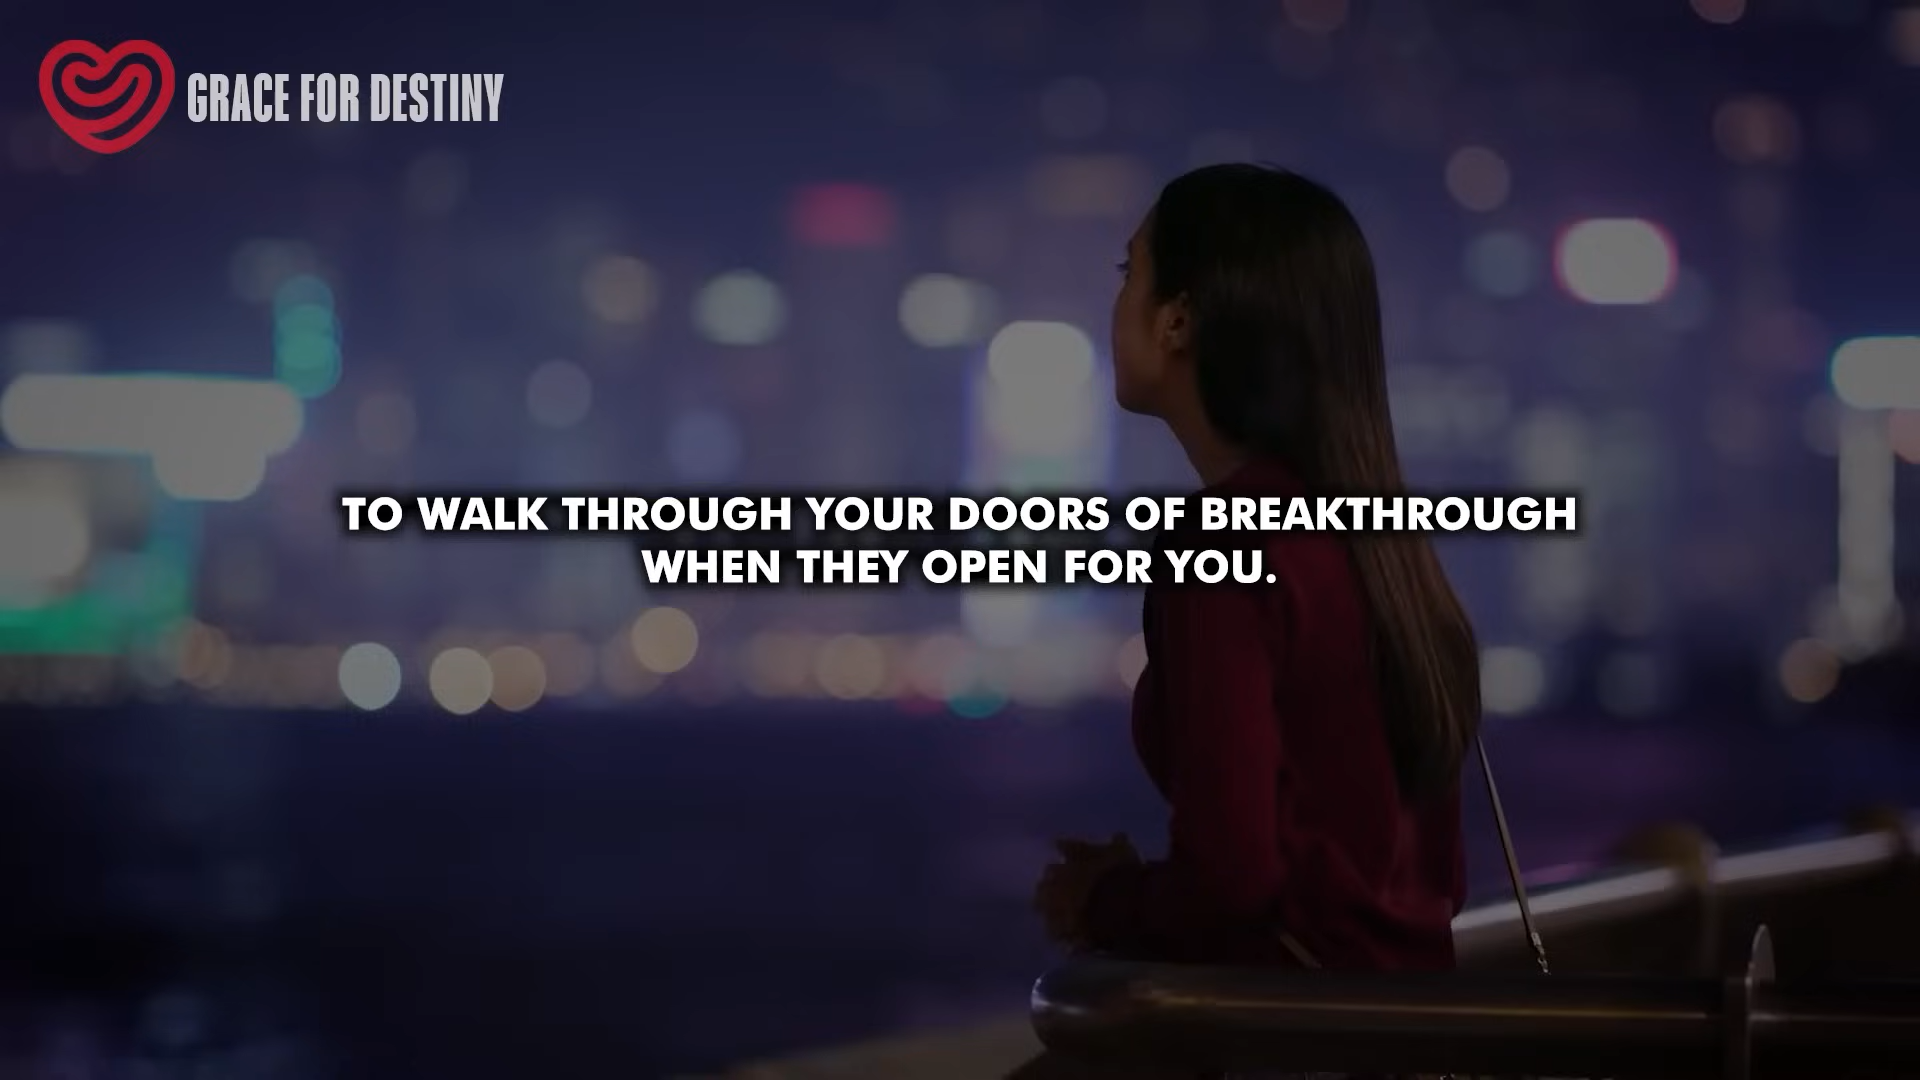 GRACE FOR DESTINY
TO WALK THROUGH YOUR DOORS OF BREAKTHROUGH
WHEN THEY OPEN FOR YOU.